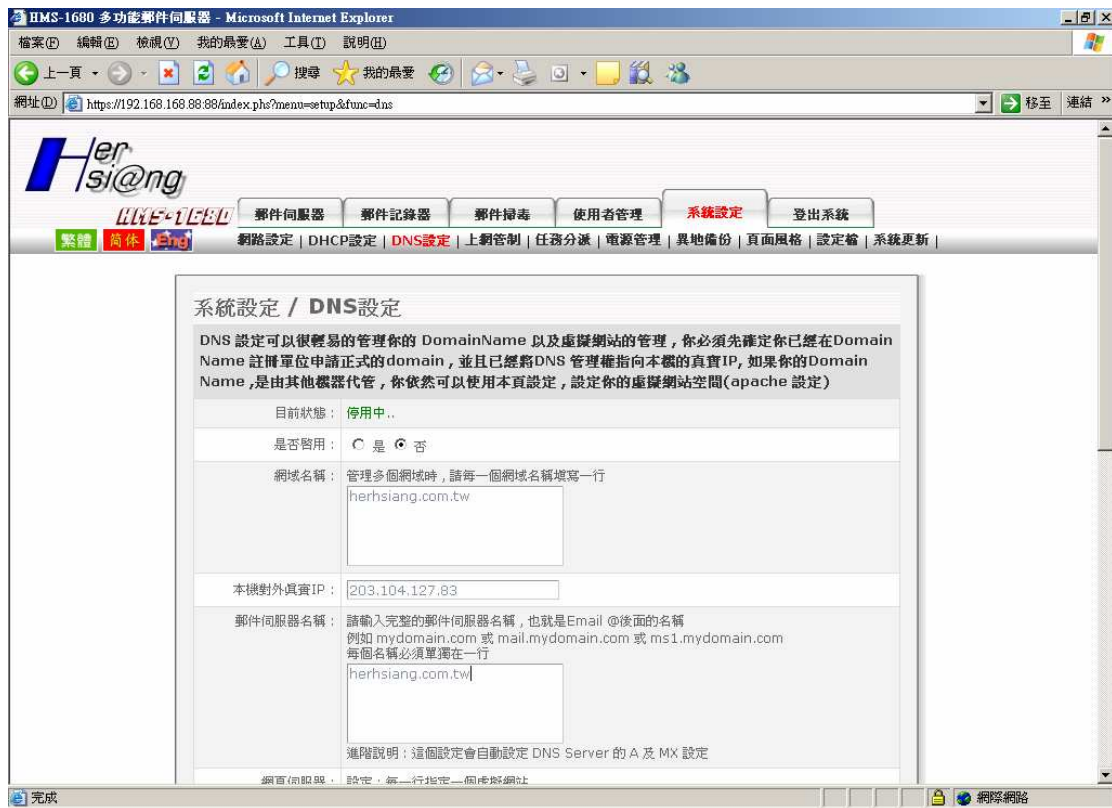 HMS-1680 多功能郵件伺服器 - Microsoft Internet Explorer
檔案(F) 編輯(E) 檢視(V) 我的最愛(A) 工具(T) 說明(H)
上一頁 搜尋 我的最愛
網址(D) https://192.168.168.88:88/index.phs?menu=setup&func=dns 移至 連結 »
Her
si@ng
HMS-1680 郵件伺服器 郵件記錄器 郵件掃毒 使用者管理 系統設定 登出系統
繁體 简体 Eng 網路設定 | DHCP設定 | DNS設定 | 上網管制 | 任務分派 | 電源管理 | 異地備份 | 頁面風格 | 設定檔 | 系統更新 |
系統設定 / DNS設定
DNS 設定可以很輕易的管理你的 DomainName 以及虛擬網站的管理 , 你必須先確定你已經在Domain
Name 註冊單位申請正式的domain , 並且已經將DNS 管理權指向本機的真實IP, 如果你的Domain
Name ,是由其他機器代管 , 你依然可以使用本頁設定 , 設定你的虛擬網站空間(apache 設定)
目前狀態 : 停用中..
是否啓用 : 是 否
網域名稱 : 管理多個網域時 , 請每一個網域名稱填寫一行
herhsiang.com.tw
本機對外真實IP : 203.104.127.83
郵件伺服器名稱 : 請輸入完整的郵件伺服器名稱 , 也就是Email @後面的名稱
例如 mydomain.com 或 mail.mydomain.com 或 ms1.mydomain.com
每個名稱必須單獨在一行
herhsiang.com.tw
進階說明 : 這個設定會自動設定 DNS Server 的 A 及 MX 設定
網頁伺服器 : 設定 : 每一行指定一個虛擬網站
完成 網際網路